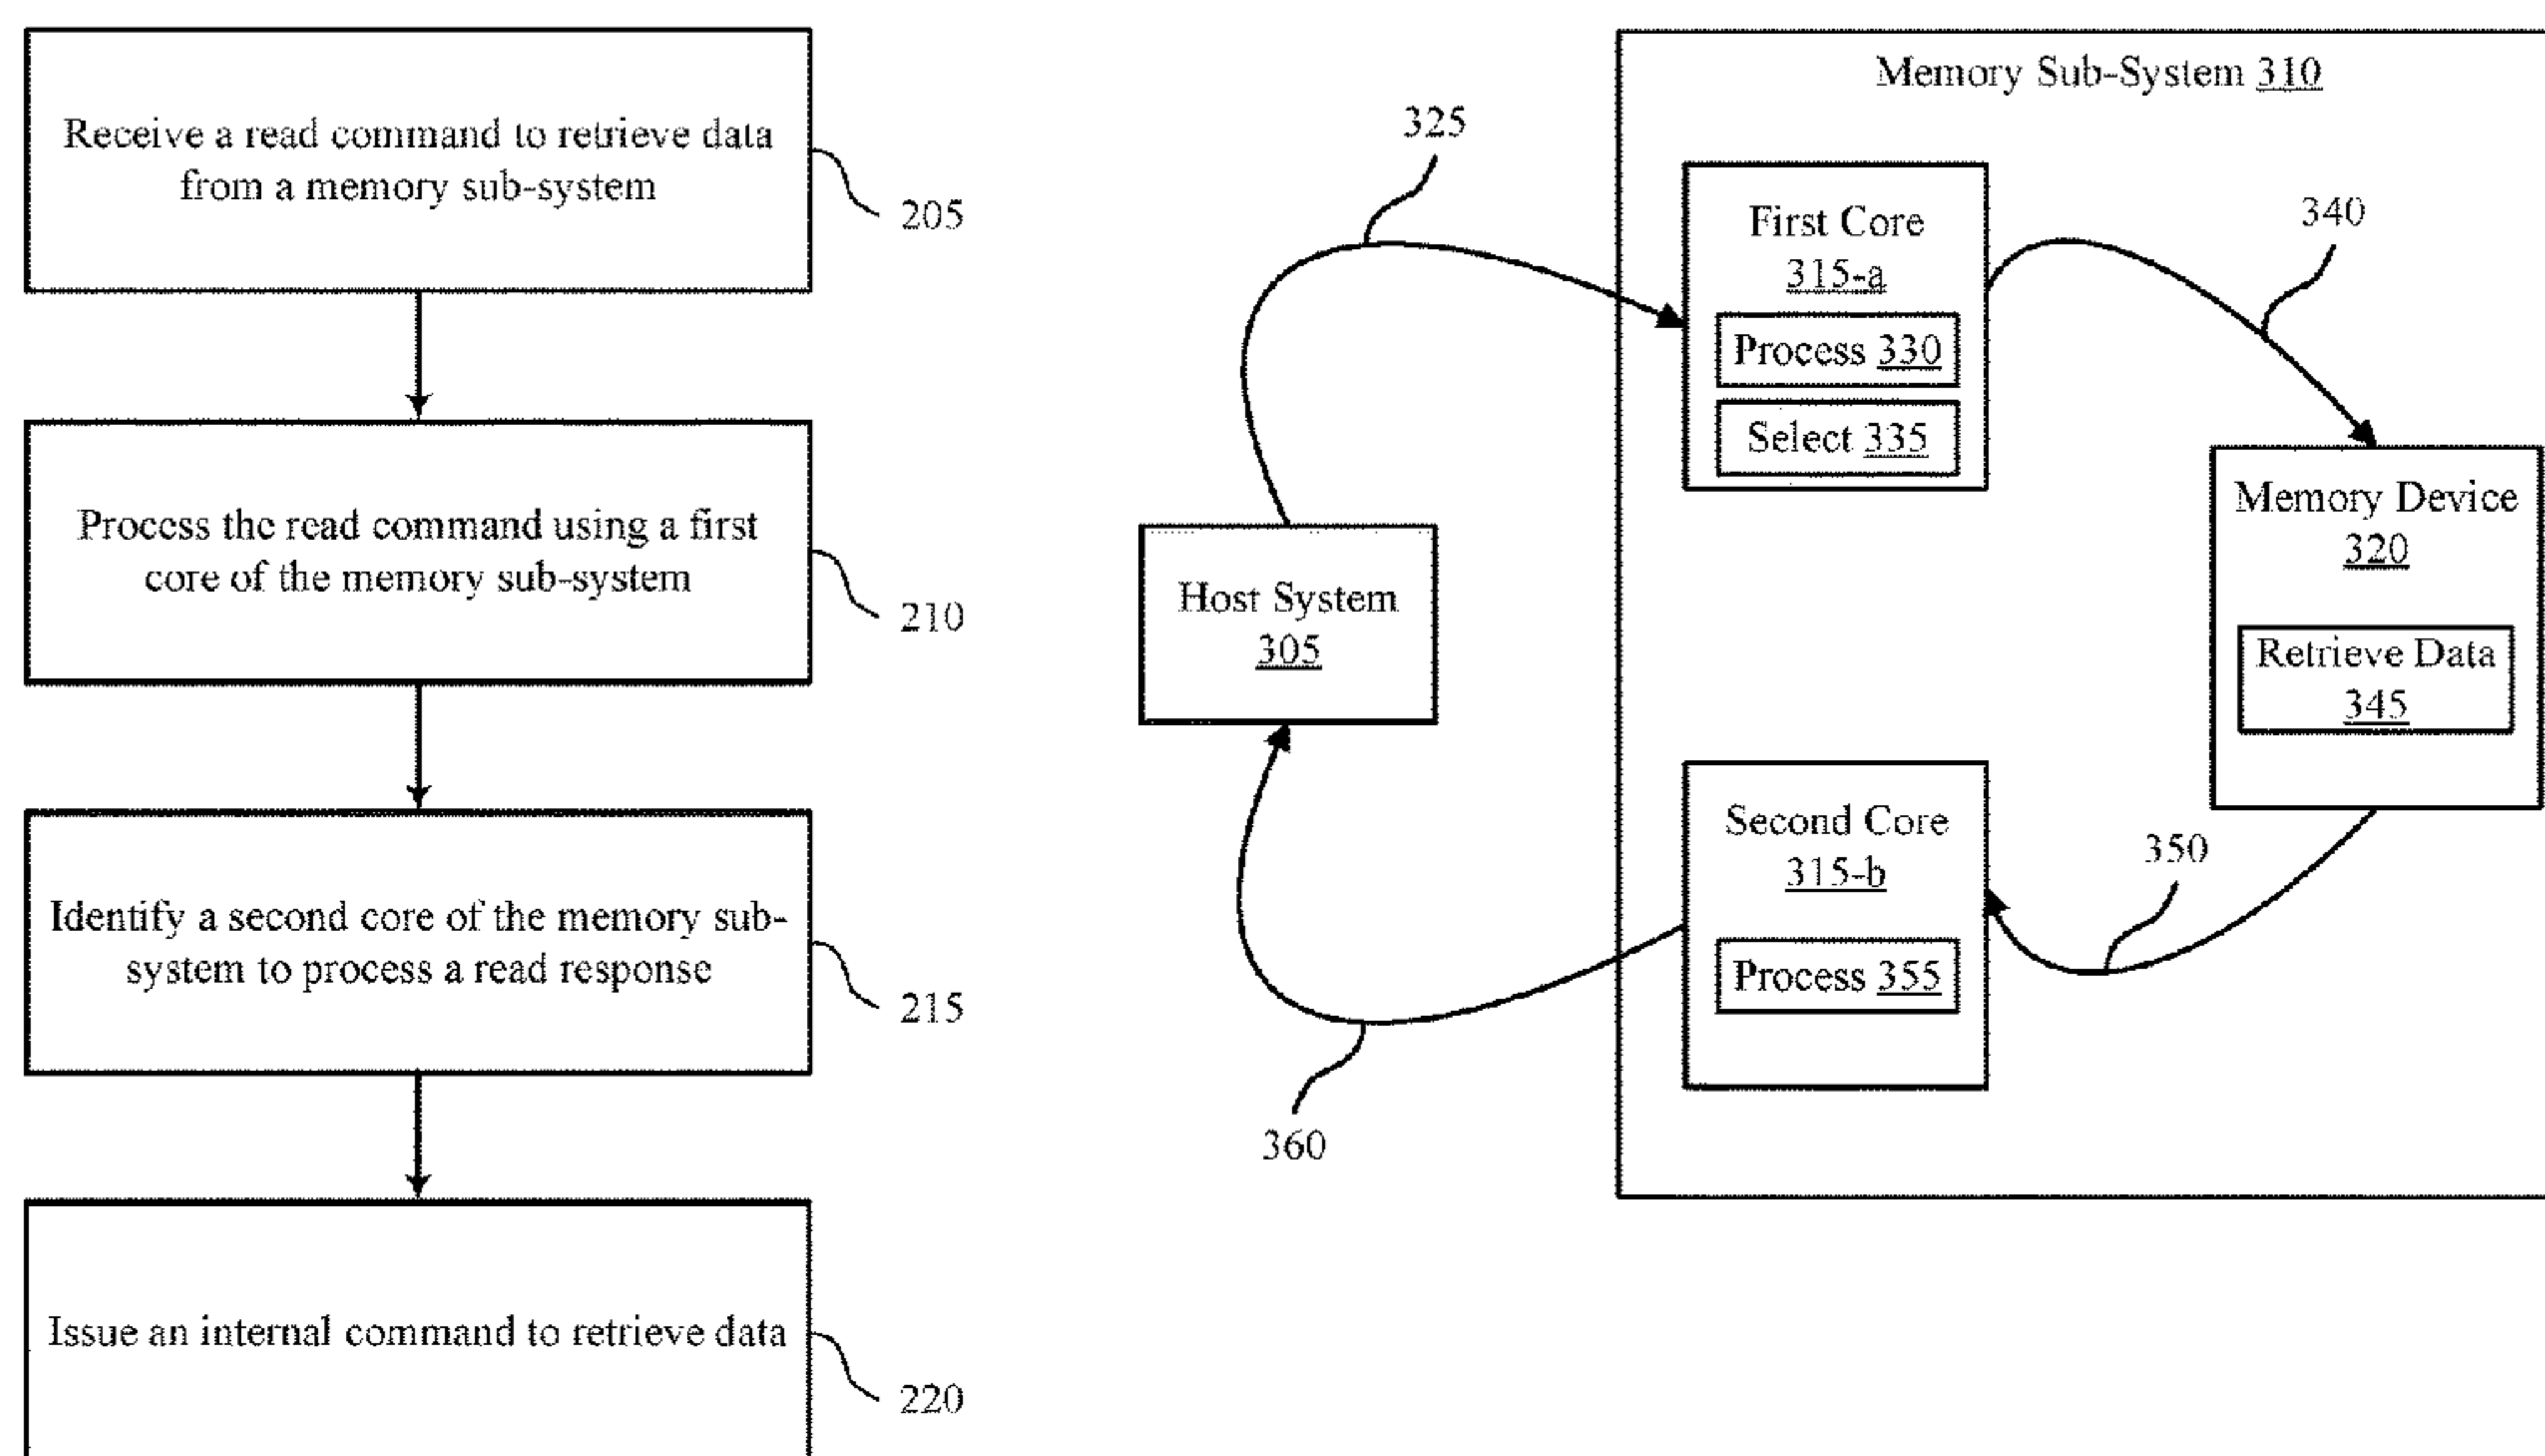 Receive a read command to retrieve data
from a memory sub-system
205
Process the read command using a first
core of the memory sub-system
210
Identify a second core of the memory sub-
system to process a read response
215
Issue an internal command to retrieve data
220
Memory Sub-System 310
325
First Core
315-a
Process 330
Select 335
340
Host System
305
Memory Device
320
Retrieve Data
345
Second Core
315-b
Process 355
350
360